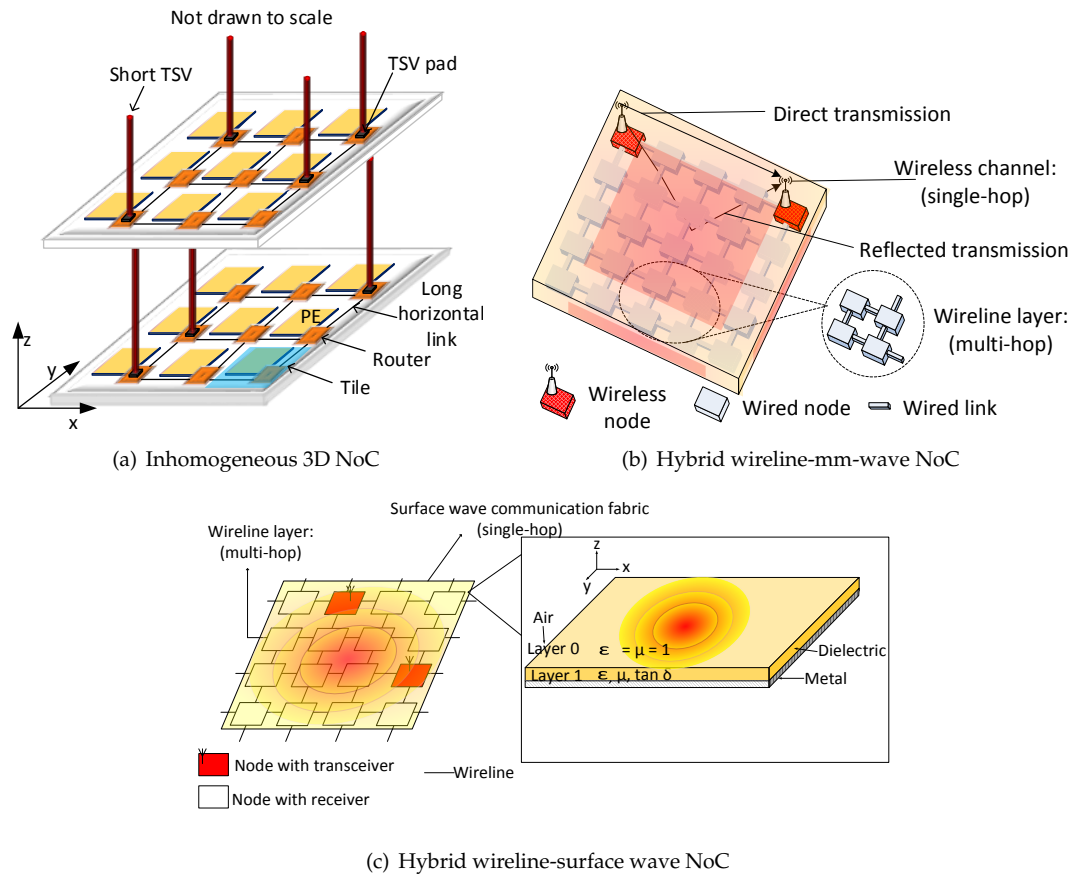 Not drawn to scale
Short TSV
TSV pad
PE
Long
horizontal
link
Router
Tile
z
y
x
(a) Inhomogeneous 3D NoC
Direct transmission
Wireless channel:
(single-hop)
Reflected transmission
Wireline layer:
(multi-hop)
Wireless
node
Wired node
Wired link
(b) Hybrid wireline-mm-wave NoC
Surface wave communication fabric
(single-hop)
Wireline layer:
(multi-hop)
z
x
y
Air
Layer 0 ε = μ = 1
Layer 1 ε, μ, tan δ
Dielectric
Metal
Node with transceiver
Wireline
Node with receiver
(c) Hybrid wireline-surface wave NoC